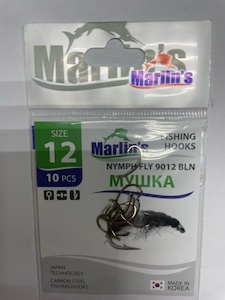 Marlin's
Marlin's
SIZE
12
10 PCS
FISHING
HOOKS
Marlin's
NYMPH FLY 9012 BLN
МУШКА
JAPAN
TECHNOLOGY
CARBON STEEL
FISHING HOOKS
MADE IN
KOREA